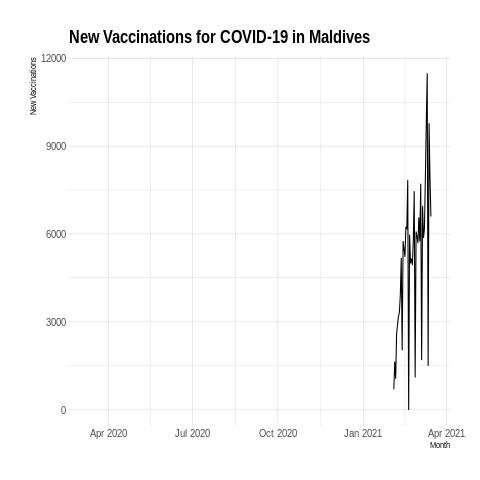 New Vaccinations for COVID-19 in Maldives
New Vaccinations
12000
9000
6000
3000
0
Apr 2020
Jul 2020
Oct 2020
Jan 2021
Apr 2021
Month